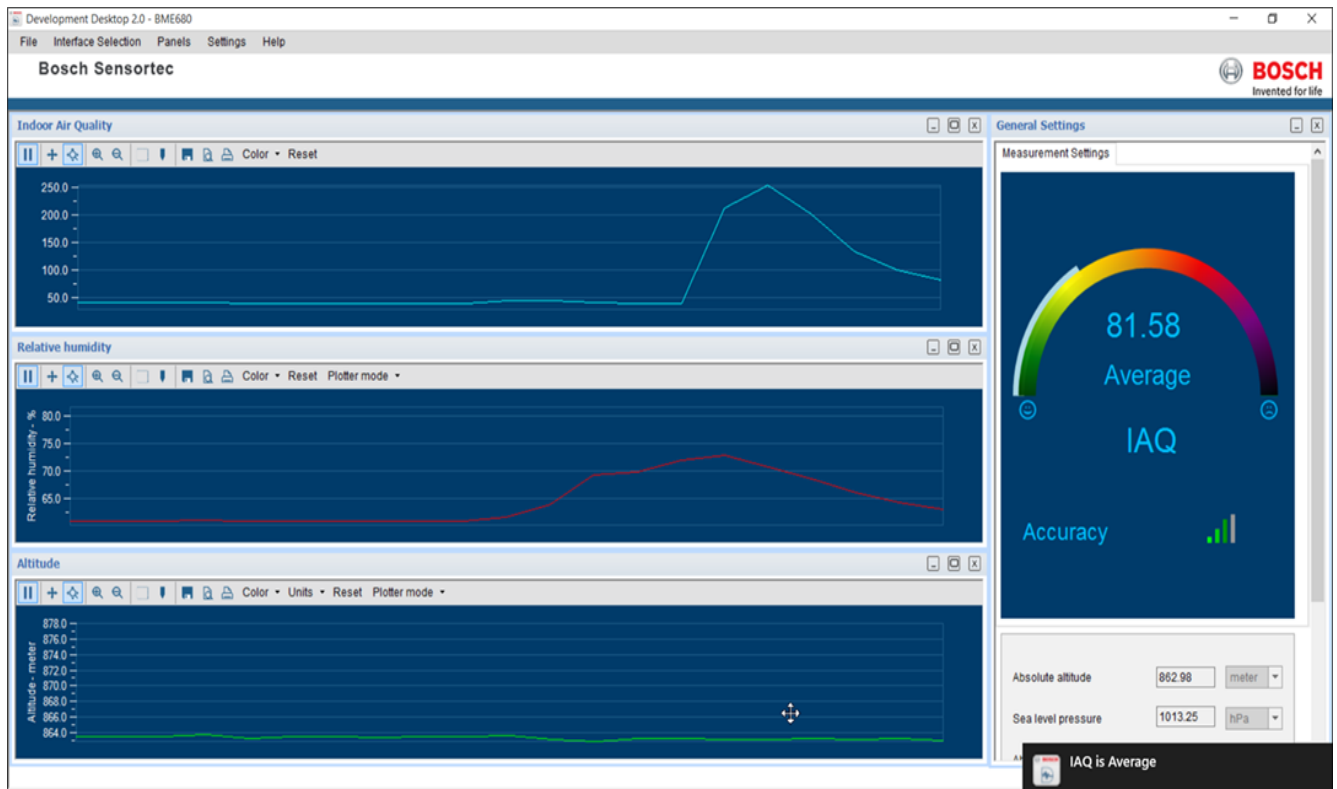 Development Desktop 2.0 - BME680
File Interface Selection Panels Settings Help
Bosch Sensortec
BOSCH
Invented for life
Indoor Air Quality
Color Reset
250.0
200.0
150.0
100.0
50.0
Relative humidity
Color Reset Plotter mode
Relative humidity - %
80.0
75.0
70.0
65.0
Altitude
Color Units Reset Plotter mode
Altitude - meter
878.0
876.0
874.0
872.0
870.0
868.0
866.0
864.0
General Settings
Measurement Settings
81.58
Average
IAQ
Accuracy
Absolute altitude 862.98 meter
Sea level pressure 1013.25 hPa
BOSCH
IAQ is Average